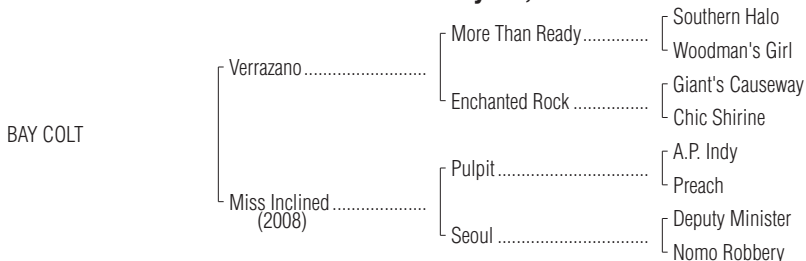 Southern Halo
More Than Ready..............
Woodman's Girl
Verrazano..........................
Giant's Causeway
Enchanted Rock................
Chic Shirine
BAY COLT
A.P. Indy
Pulpit................................
Preach
Miss Inclined....................
(2008)
Deputy Minister
Seoul................................
Nomo Robbery